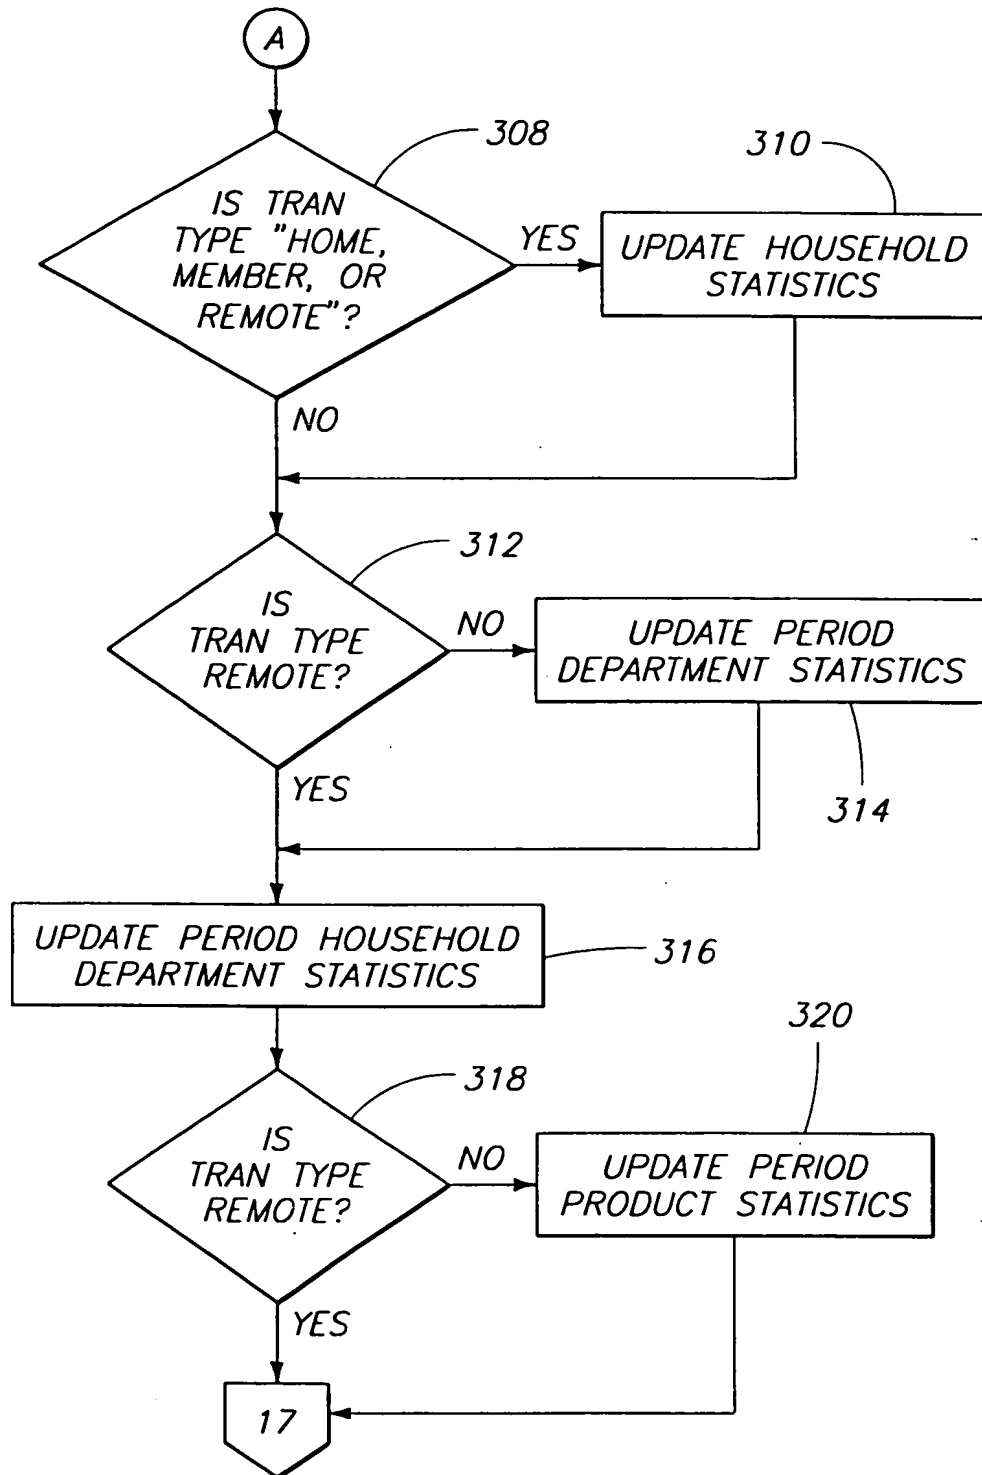 A
308
310
IS TRAN
TYPE "HOME,
MEMBER, OR
REMOTE"?
YES
UPDATE HOUSEHOLD
STATISTICS
NO
312
IS
TRAN TYPE
REMOTE?
NO
UPDATE PERIOD
DEPARTMENT STATISTICS
YES
314
UPDATE PERIOD HOUSEHOLD
DEPARTMENT STATISTICS
316
320
318
IS
TRAN TYPE
REMOTE?
NO
UPDATE PERIOD
PRODUCT STATISTICS
YES
17